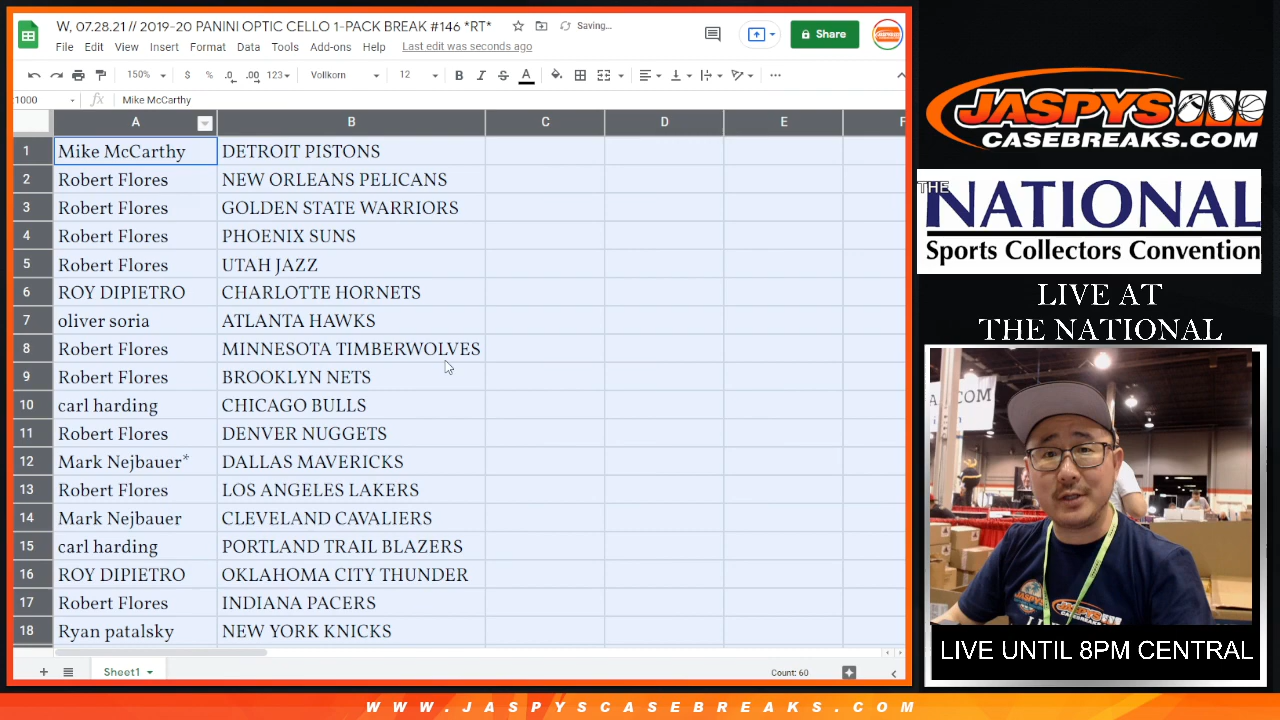 W, 07.28.21 // 2019-20 PANINI OPTIC CELLO 1-PACK BREAK #146 *RT*
Saving...
File Edit View Insert Format Data Tools Add-ons Help Last edit was seconds ago
Share
150% $ % .0 .00 123 Vollkorn 12 B I S A
1000 fx Mike McCarthy
A B C D E F
1 Mike McCarthy DETROIT PISTONS
2 Robert Flores NEW ORLEANS PELICANS
3 Robert Flores GOLDEN STATE WARRIORS
4 Robert Flores PHOENIX SUNS
5 Robert Flores UTAH JAZZ
6 ROY DIPIETRO CHARLOTTE HORNETS
7 oliver soria ATLANTA HAWKS
8 Robert Flores MINNESOTA TIMBERWOLVES
9 Robert Flores BROOKLYN NETS
10 carl harding CHICAGO BULLS
11 Robert Flores DENVER NUGGETS
12 Mark Nejbauer* DALLAS MAVERICKS
13 Robert Flores LOS ANGELES LAKERS
14 Mark Nejbauer CLEVELAND CAVALIERS
15 carl harding PORTLAND TRAIL BLAZERS
16 ROY DIPIETRO OKLAHOMA CITY THUNDER
17 Robert Flores INDIANA PACERS
18 Ryan patalsky NEW YORK KNICKS
Sheet1
Count: 60
JASPYS
CASEBREAKS.COM
THE
NATIONAL
Sports Collectors Convention
LIVE AT
THE NATIONAL
.COM
JASPYS
CASEBREAKS
LIVE UNTIL 8PM CENTRAL
WWW.JASPYSCASEBREAKS.COM